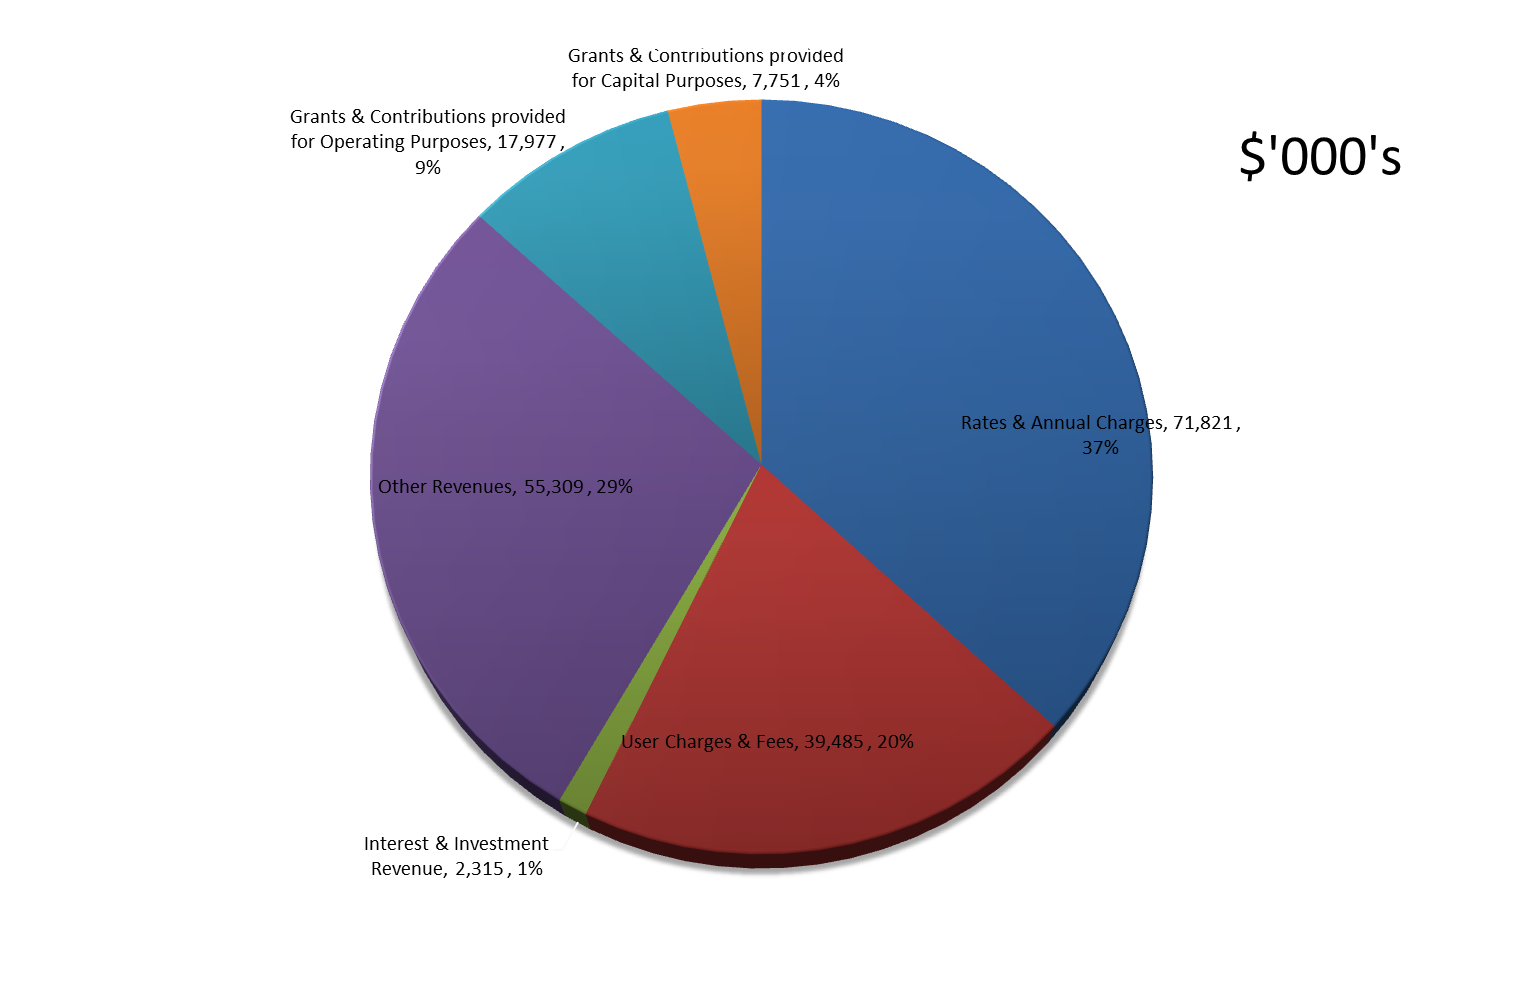 Grants & Contributions provided
for Capital Purposes, 7,751 , 4%
Grants & Contributions provided
for Operating Purposes, 17,977 ,
9%
$'000's
Rates & Annual Charges, 71,821 ,
37%
Other Revenues, 55,309 , 29%
User Charges & Fees, 39,485 , 20%
Interest & Investment
Revenue, 2,315 , 1%